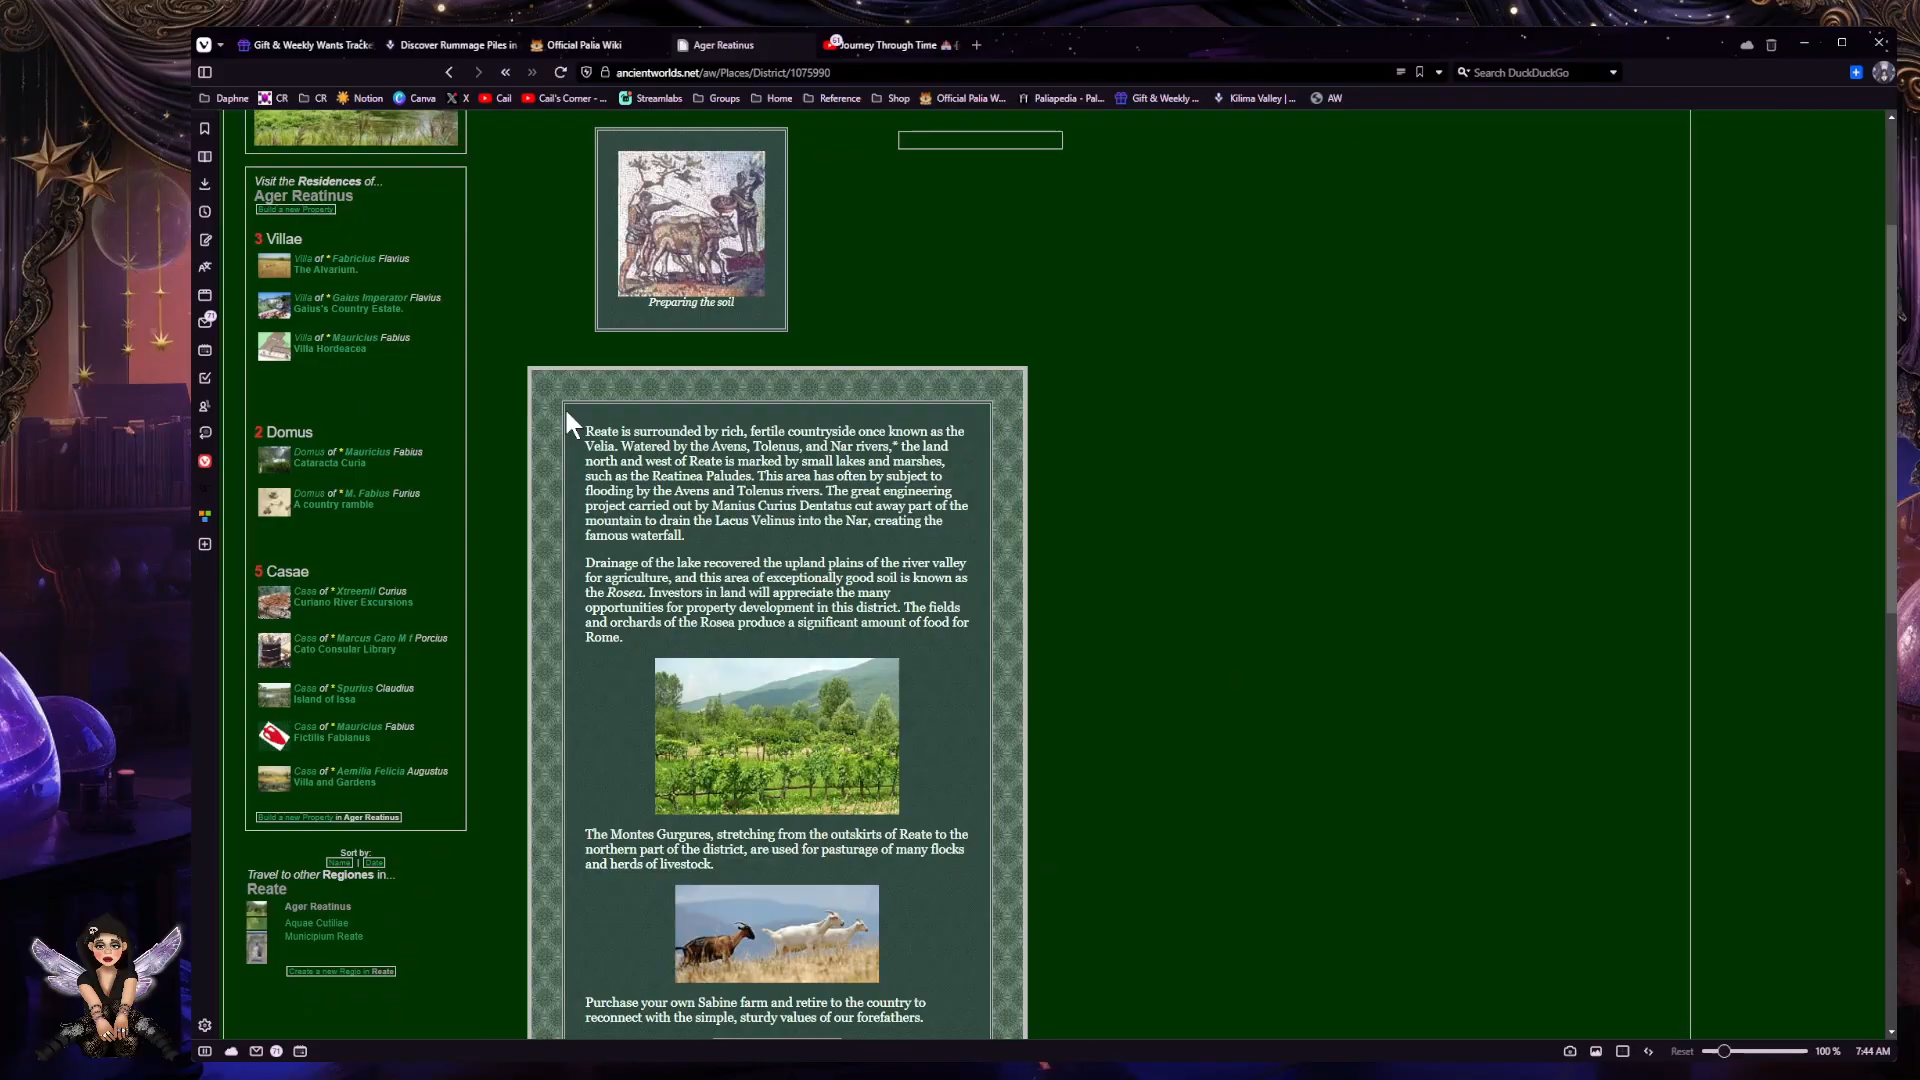 Gift & Weekly Wants Tracke
Discover Rummage Piles in
Official Palia Wiki
Ager Reatinus
61
Journey Through Time
ancientworlds.net/aw/Places/District/1075990
Search DuckDuckGo
Daphne
CR
CR
Notion
Canva
X
Cail
Cail's Corner - ...
Streamlabs
Groups
Home
Reference
Shop
Official Palia W...
Paliapedia - Pal...
Gift & Weekly ...
Kilima Valley | ...
AW
Visit the Residences of...
Ager Reatinus
Build a new Property
3 Villae
Villa of * Fabricius Flavius
The Alvarium.
Villa of * Gaius Imperator Flavius
Gaius's Country Estate.
Villa of * Mauricius Fabius
Villa Hordeacea
2 Domus
Domus of * Mauricius Fabius
Cataracta Curia
Domus of * M. Fabius Furius
A country ramble
5 Casae
Casa of * Xtreemli Curius
Curiano River Excursions
Casa of * Marcus Cato M f Porcius
Cato Consular Library
Casa of * Spurius Claudius
Island of Issa
Casa of * Mauricius Fabius
Fictilis Fabianus
Casa of * Aemilia Felicia Augustus
Villa and Gardens
Build a new Property in Ager Reatinus
Sort by:
Name | Date
Travel to other Regiones in...
Reate
Ager Reatinus
Aquae Cutiliae
Municipium Reate
Create a new Regio in Reate
Preparing the soil
Reate is surrounded by rich, fertile countryside once known as the
Velia. Watered by the Avens, Tolenus, and Nar rivers,* the land
north and west of Reate is marked by small lakes and marshes,
such as the Reatinea Paludes. This area has often by subject to
flooding by the Avens and Tolenus rivers. The great engineering
project carried out by Manius Curius Dentatus cut away part of the
mountain to drain the Lacus Velinus into the Nar, creating the
famous waterfall.
Drainage of the lake recovered the upland plains of the river valley
for agriculture, and this area of exceptionally good soil is known as
the Rosea. Investors in land will appreciate the many
opportunities for property development in this district. The fields
and orchards of the Rosea produce a significant amount of food for
Rome.
The Montes Gurgures, stretching from the outskirts of Reate to the
northern part of the district, are used for pasturage of many flocks
and herds of livestock.
Purchase your own Sabine farm and retire to the country to
reconnect with the simple, sturdy values of our forefathers.
71
71
Reset
100 %
7:44 AM